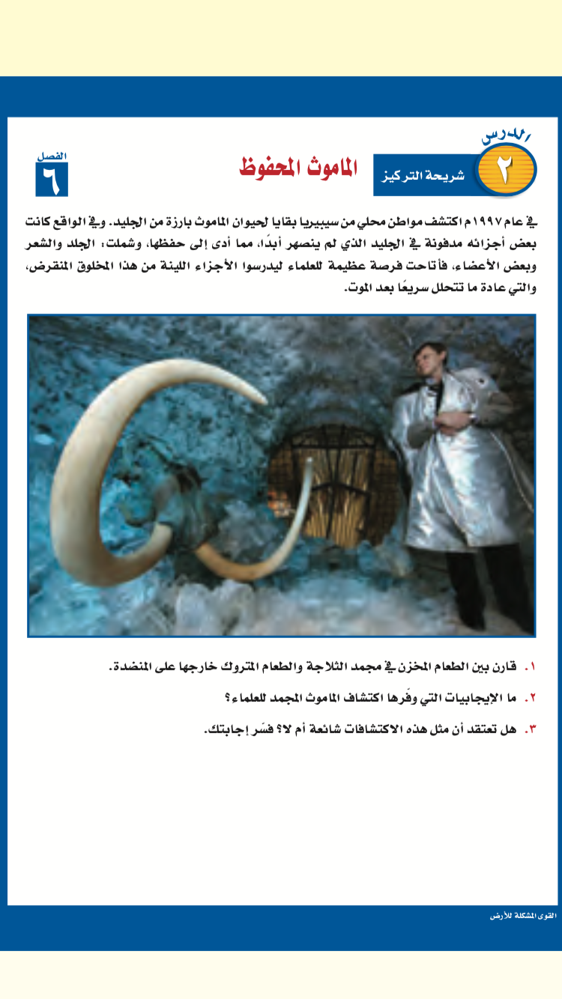 الدرس
٢
شريحة التركيز
الماموث المحفوظ
الفصل
٦
في عام ١٩٩٧م اكتشف مواطن محلي من سيبيريا بقايا لحيوان الماموث بارزة من الجليد. وفي الواقع كانت
بعض أجزائه مدفونة في الجليد الذي لم ينصهر أبدًا، مما أدى إلى حفظها، وشملت: الجلد والشعر
وبعض الأعضاء، فأتاحت فرصة عظيمة للعلماء ليدرسوا الأجزاء اللينة من هذا المخلوق المنقرض،
والتي عادة ما تتحلل سريعًا بعد الموت.
١. قارن بين الطعام المخزن في مجمد الثلاجة والطعام المتروك خارجها على المنضدة.
٢. ما الإيجابيات التي وفّرها اكتشاف الماموث المجمد للعلماء؟
٣. هل تعتقد أن مثل هذه الاكتشافات شائعة أم لا؟ فسّر إجابتك.
القوى المشكلة للأرض